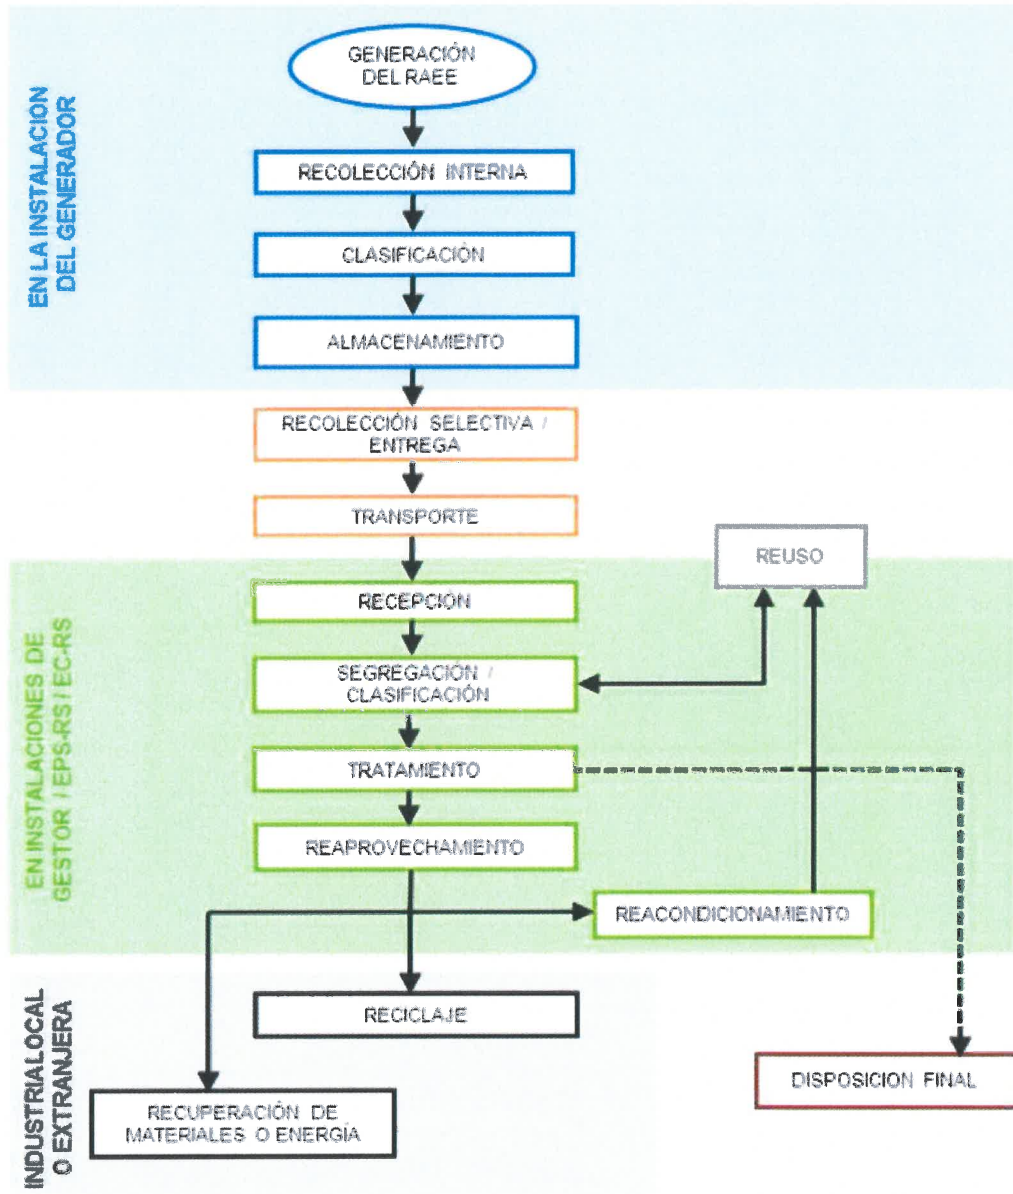 GENERACIÓN
DEL RAEE
EN LA INSTALACION
DEL GENERADOR
RECOLECCIÓN INTERNA
CLASIFICACIÓN
ALMACENAMIENTO
RECOLECCIÓN SELECTIVA /
ENTREGA
TRANSPORTE
REUSO
EN INSTALACIONES DE
GESTOR / EPS-RS / EC-RS
RECEPCIÓN
SEGREGACIÓN /
CLASIFICACIÓN
TRATAMIENTO
REAPROVECHAMIENTO
REACONDICIONAMIENTO
INDUSTRIA LOCAL
O EXTRANJERA
RECICLAJE
DISPOSICION FINAL
RECUPERACIÓN DE
MATERIALES O ENERGÍA